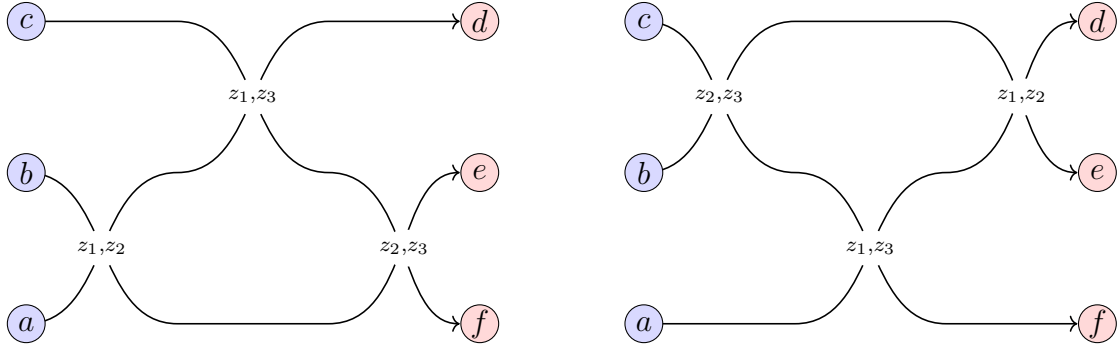 c d c d
z₁,z₃ z₂,z₃ z₁,z₂
b e b e
z₁,z₂ z₂,z₃ z₁,z₃
a f a f